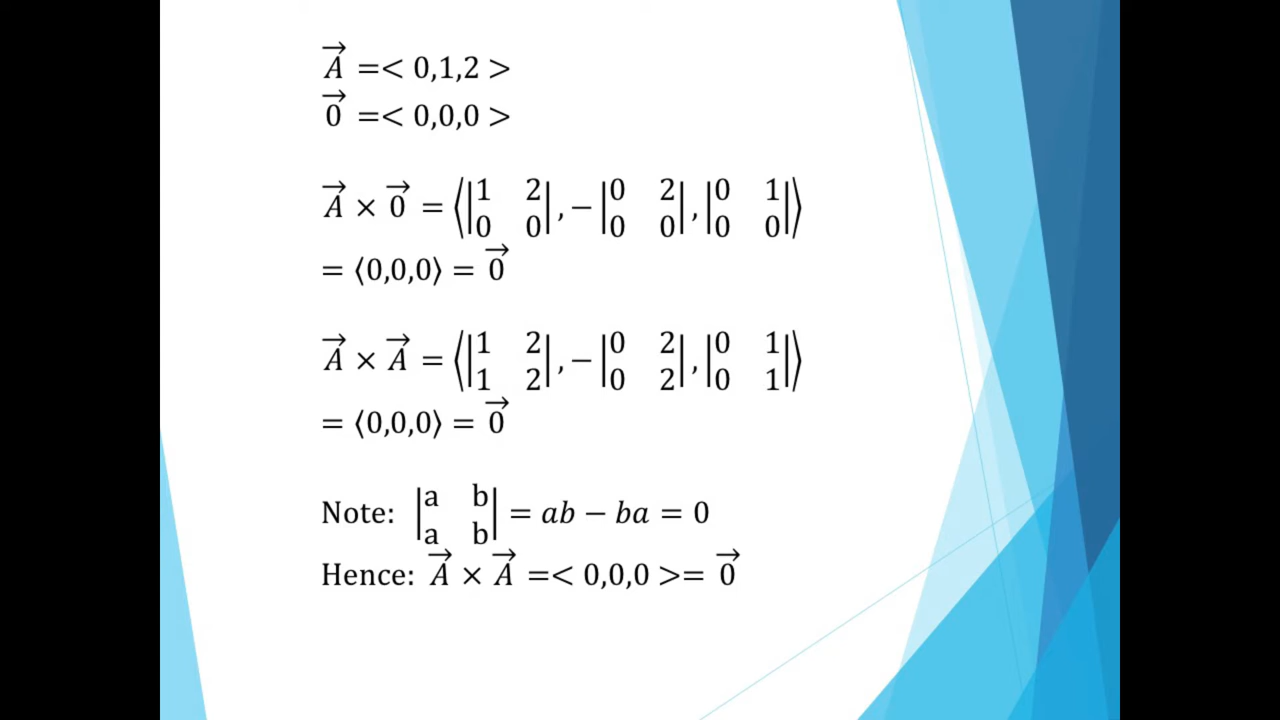 A⃗ =< 0,1,2 >
0⃗ =< 0,0,0 >
A⃗ × 0⃗ = ⟨|1 2; 0 0|, −|0 2; 0 0|, |0 1; 0 0|⟩
= ⟨0,0,0⟩ = 0⃗
A⃗ × A⃗ = ⟨|1 2; 1 2|, −|0 2; 0 2|, |0 1; 0 1|⟩
= ⟨0,0,0⟩ = 0⃗
Note: |a b; a b| = ab − ba = 0
Hence: A⃗ × A⃗ =< 0,0,0 >= 0⃗